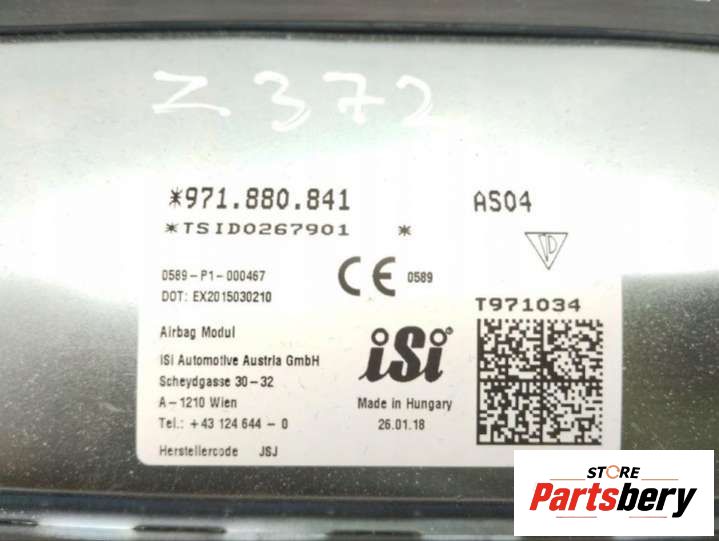 Z 372
*971.880.841 AS04
*TSID0267901 *
0589-P1-000467 CE 0589
DOT: EX2015030210
T971034
Airbag Modul
iSi Automotive Austria GmbH
Scheydgasse 30-32
A-1210 Wien
Tel.: +43 124 644 - 0
Herstellercode JSJ
iSi®
Made in Hungary
26.01.18
STORE
Partsbery